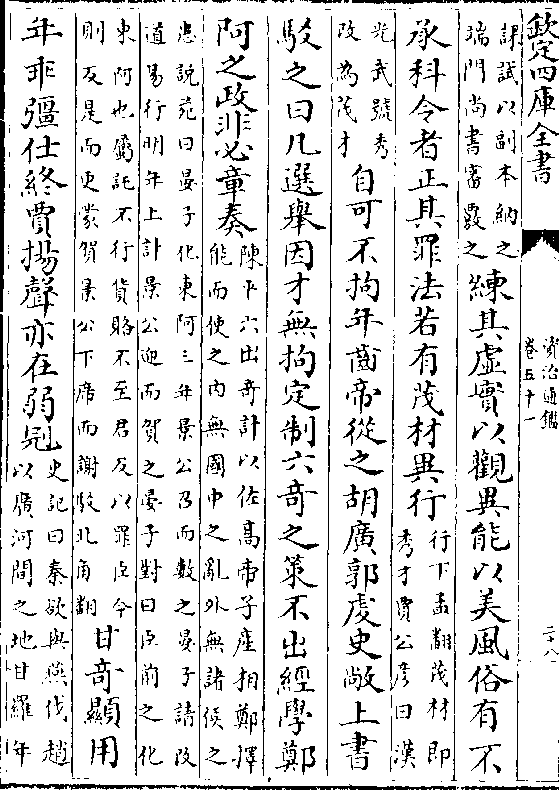 欽定四庫全書
資治通鑑
卷五十一
二十八
課試以副本納之
端門尚書審覈之
練其虛實以觀異能以美風俗有不
承科令者正其罪法若有茂材異行
行下孟翻茂材即
秀才賈公彦曰漢
光武號秀
改為茂才
自可不拘年齒帝從之胡廣郭䖍史敞上書
駮之曰凡選舉因才無拘定制六奇之策不出經學鄭
阿之政非必章奏
陳平六出奇計以佐髙帝子産相鄭擇
能而使之内無國中之亂外無諸侯之
患說苑曰晏子化東阿三年景公召而數之晏子請改
道易行明年上計景公迎而賀之晏子對曰臣前之化
東阿也屬託不行貨賂不至君反以罪臣今
則反是而更蒙賀景公下席而謝駮北角翻
甘奇顯用
年乖彊仕終賈揚聲亦在弱冠
史記曰秦欲與燕伐趙
以廣河間之地甘羅年